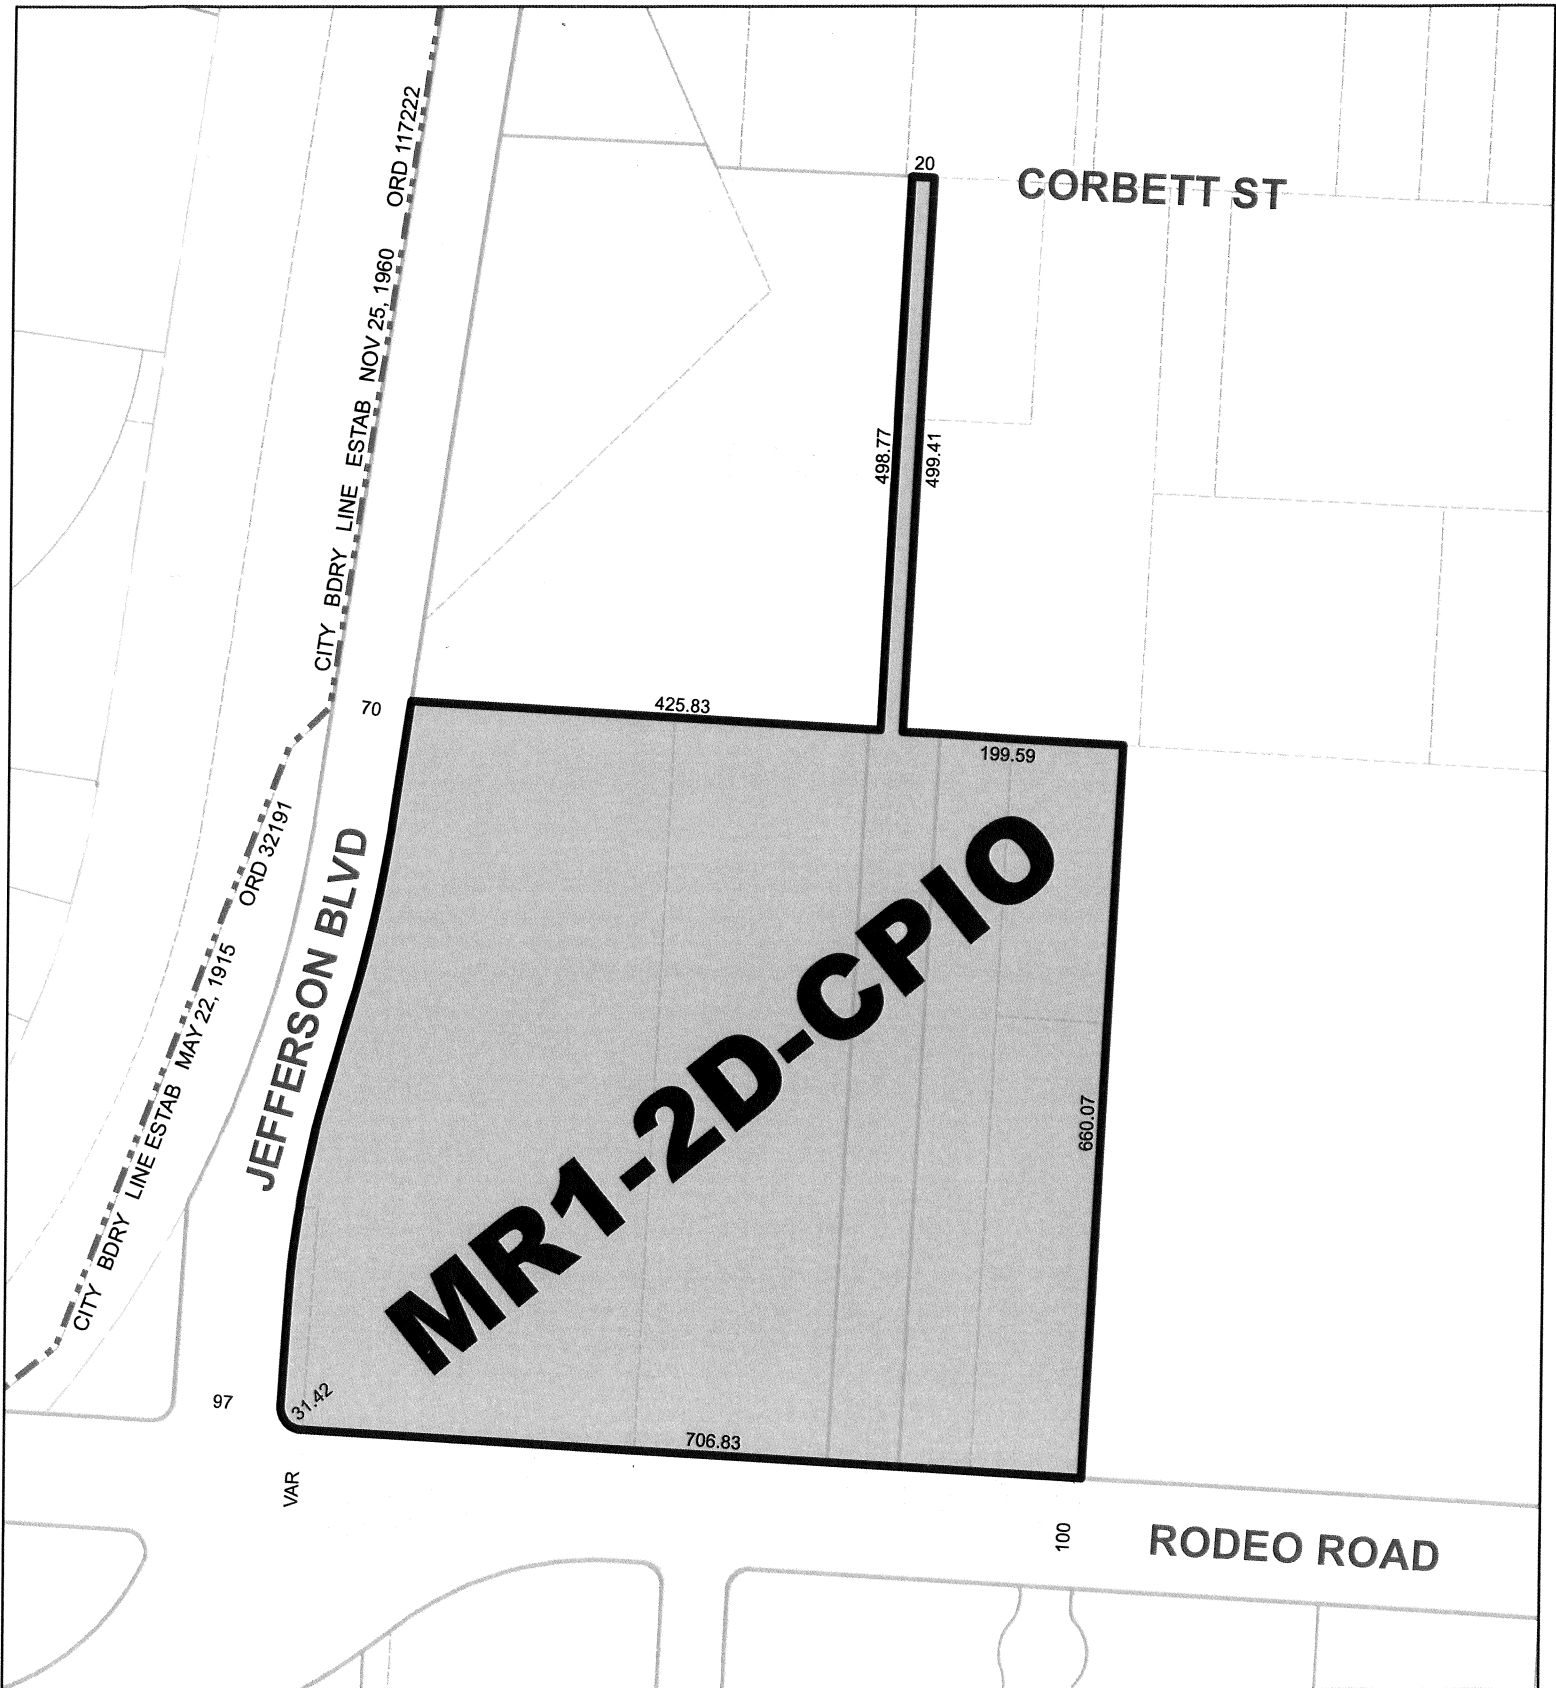 ORD 117222
20
CORBETT ST
CITY BDRY LINE ESTAB NOV 25, 1960
498.77
499.41
70
425.83
199.59
ORD 32191
JEFFERSON BLVD
CITY BDRY LINE ESTAB MAY 22, 1915
MR1-2D-CPIO
660.07
97
31.42
706.83
VAR
100
RODEO ROAD